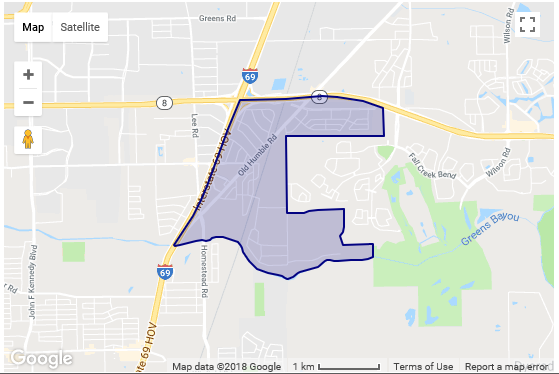 Map
Satellite
Greens Rd
Wilson Rd
69
8
8
Lee Rd
Interstate 69 HOV
Old Humble Rd
Fall Creek Bend
Wilson Rd
Greens Bayou
John F Kennedy Blvd
Homestead Rd
69
r Rd
state 69 HOV
Google
Map data ©2018 Google
1 km
Terms of Use
Report a map error